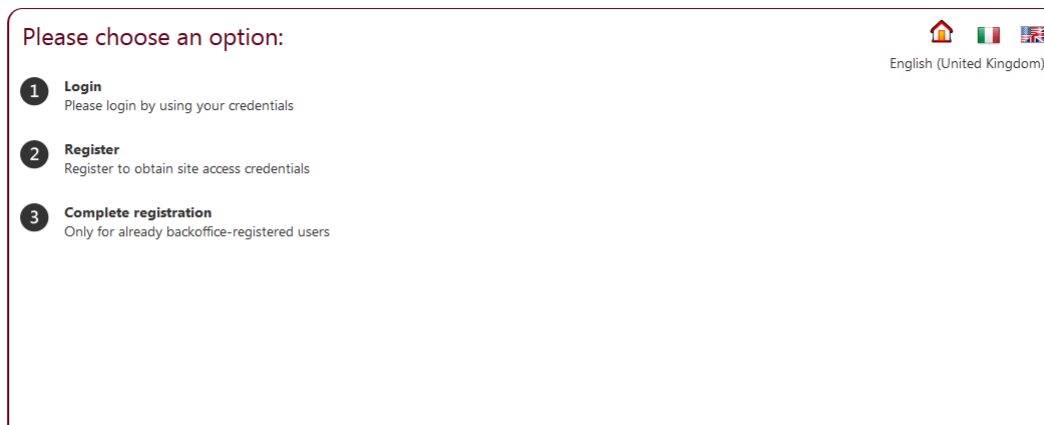 Please choose an option:
English (United Kingdom)
1 Login
Please login by using your credentials
2 Register
Register to obtain site access credentials
3 Complete registration
Only for already backoffice-registered users